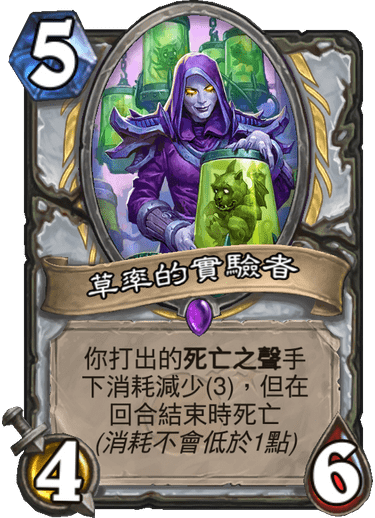 5
草率的實驗者
你打出的死亡之聲手
下消耗減少(3)，但在
回合結束時死亡
(消耗不會低於1點)
4
6